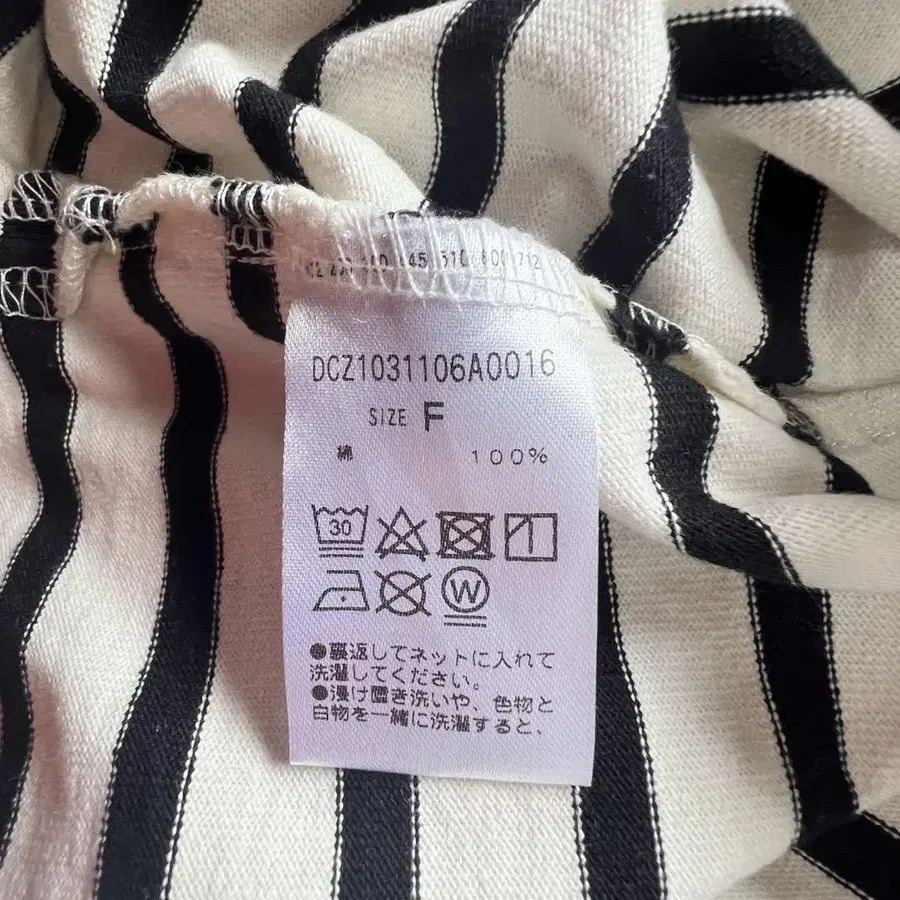 DCZ1031106A0016
SIZE F
綿 100%
30
W
●裏返してネットに入れて
洗濯してください。
●浸け置き洗いや、色物と
白物を一緒に洗濯すると、